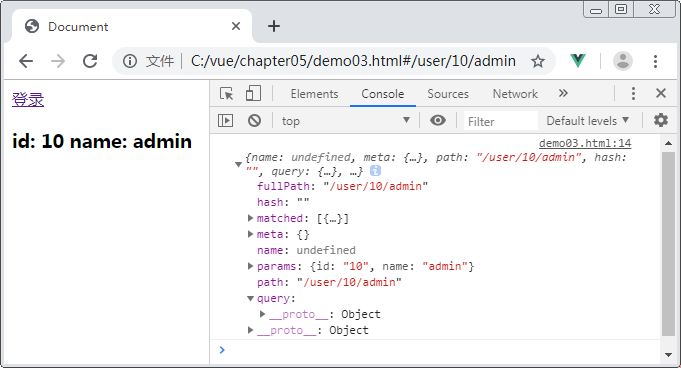 Document
文件 C:/vue/chapter05/demo03.html#/user/10/admin
登录
id: 10 name: admin
Elements Console Sources Network
top Filter Default levels
demo03.html:14
{name: undefined, meta: {…}, path: "/user/10/admin", hash:
"", query: {…}, …} i
fullPath: "/user/10/admin"
hash: ""
matched: [{…}]
meta: {}
name: undefined
params: {id: "10", name: "admin"}
path: "/user/10/admin"
query:
__proto__: Object
__proto__: Object